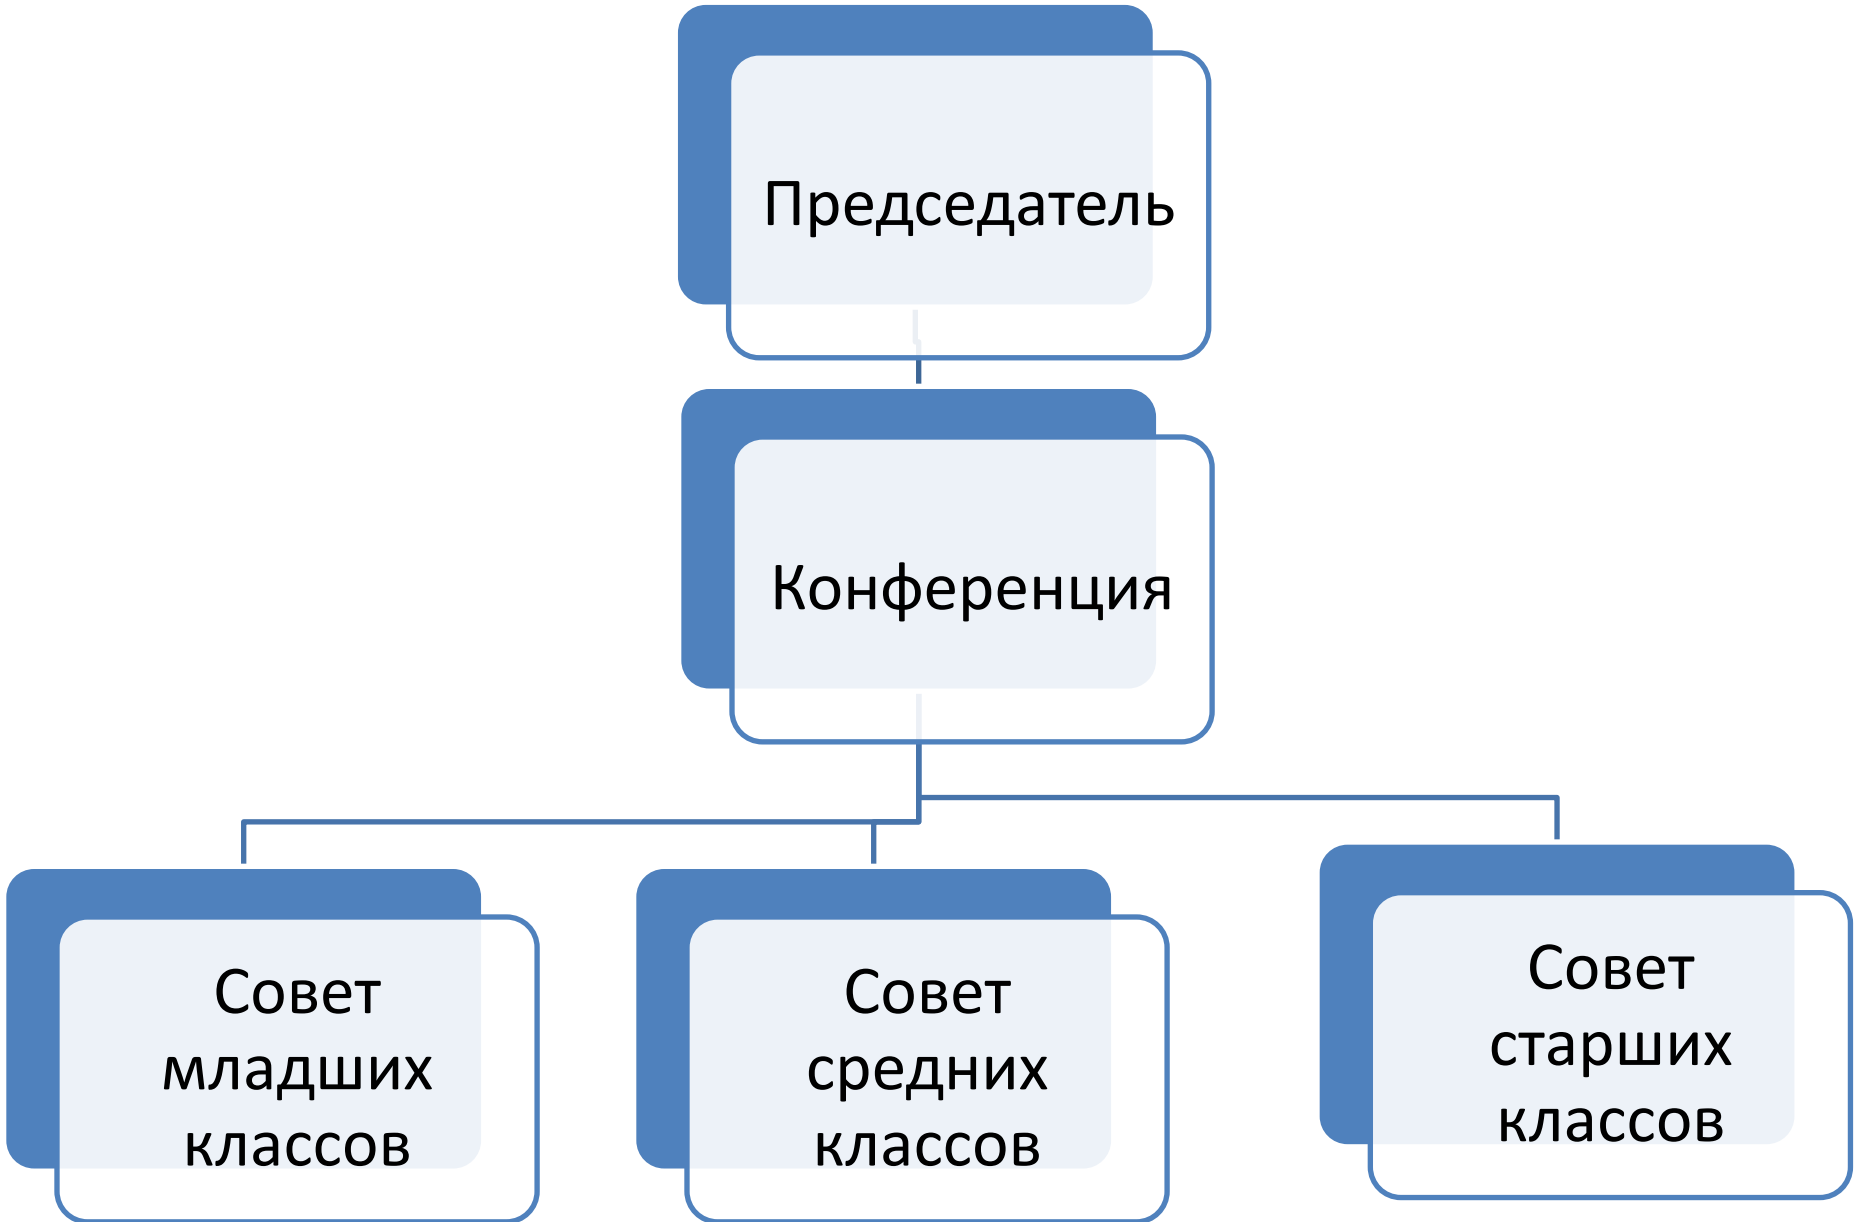 Председатель
Конференция
Совет
младших
классов
Совет
средних
классов
Совет
старших
классов